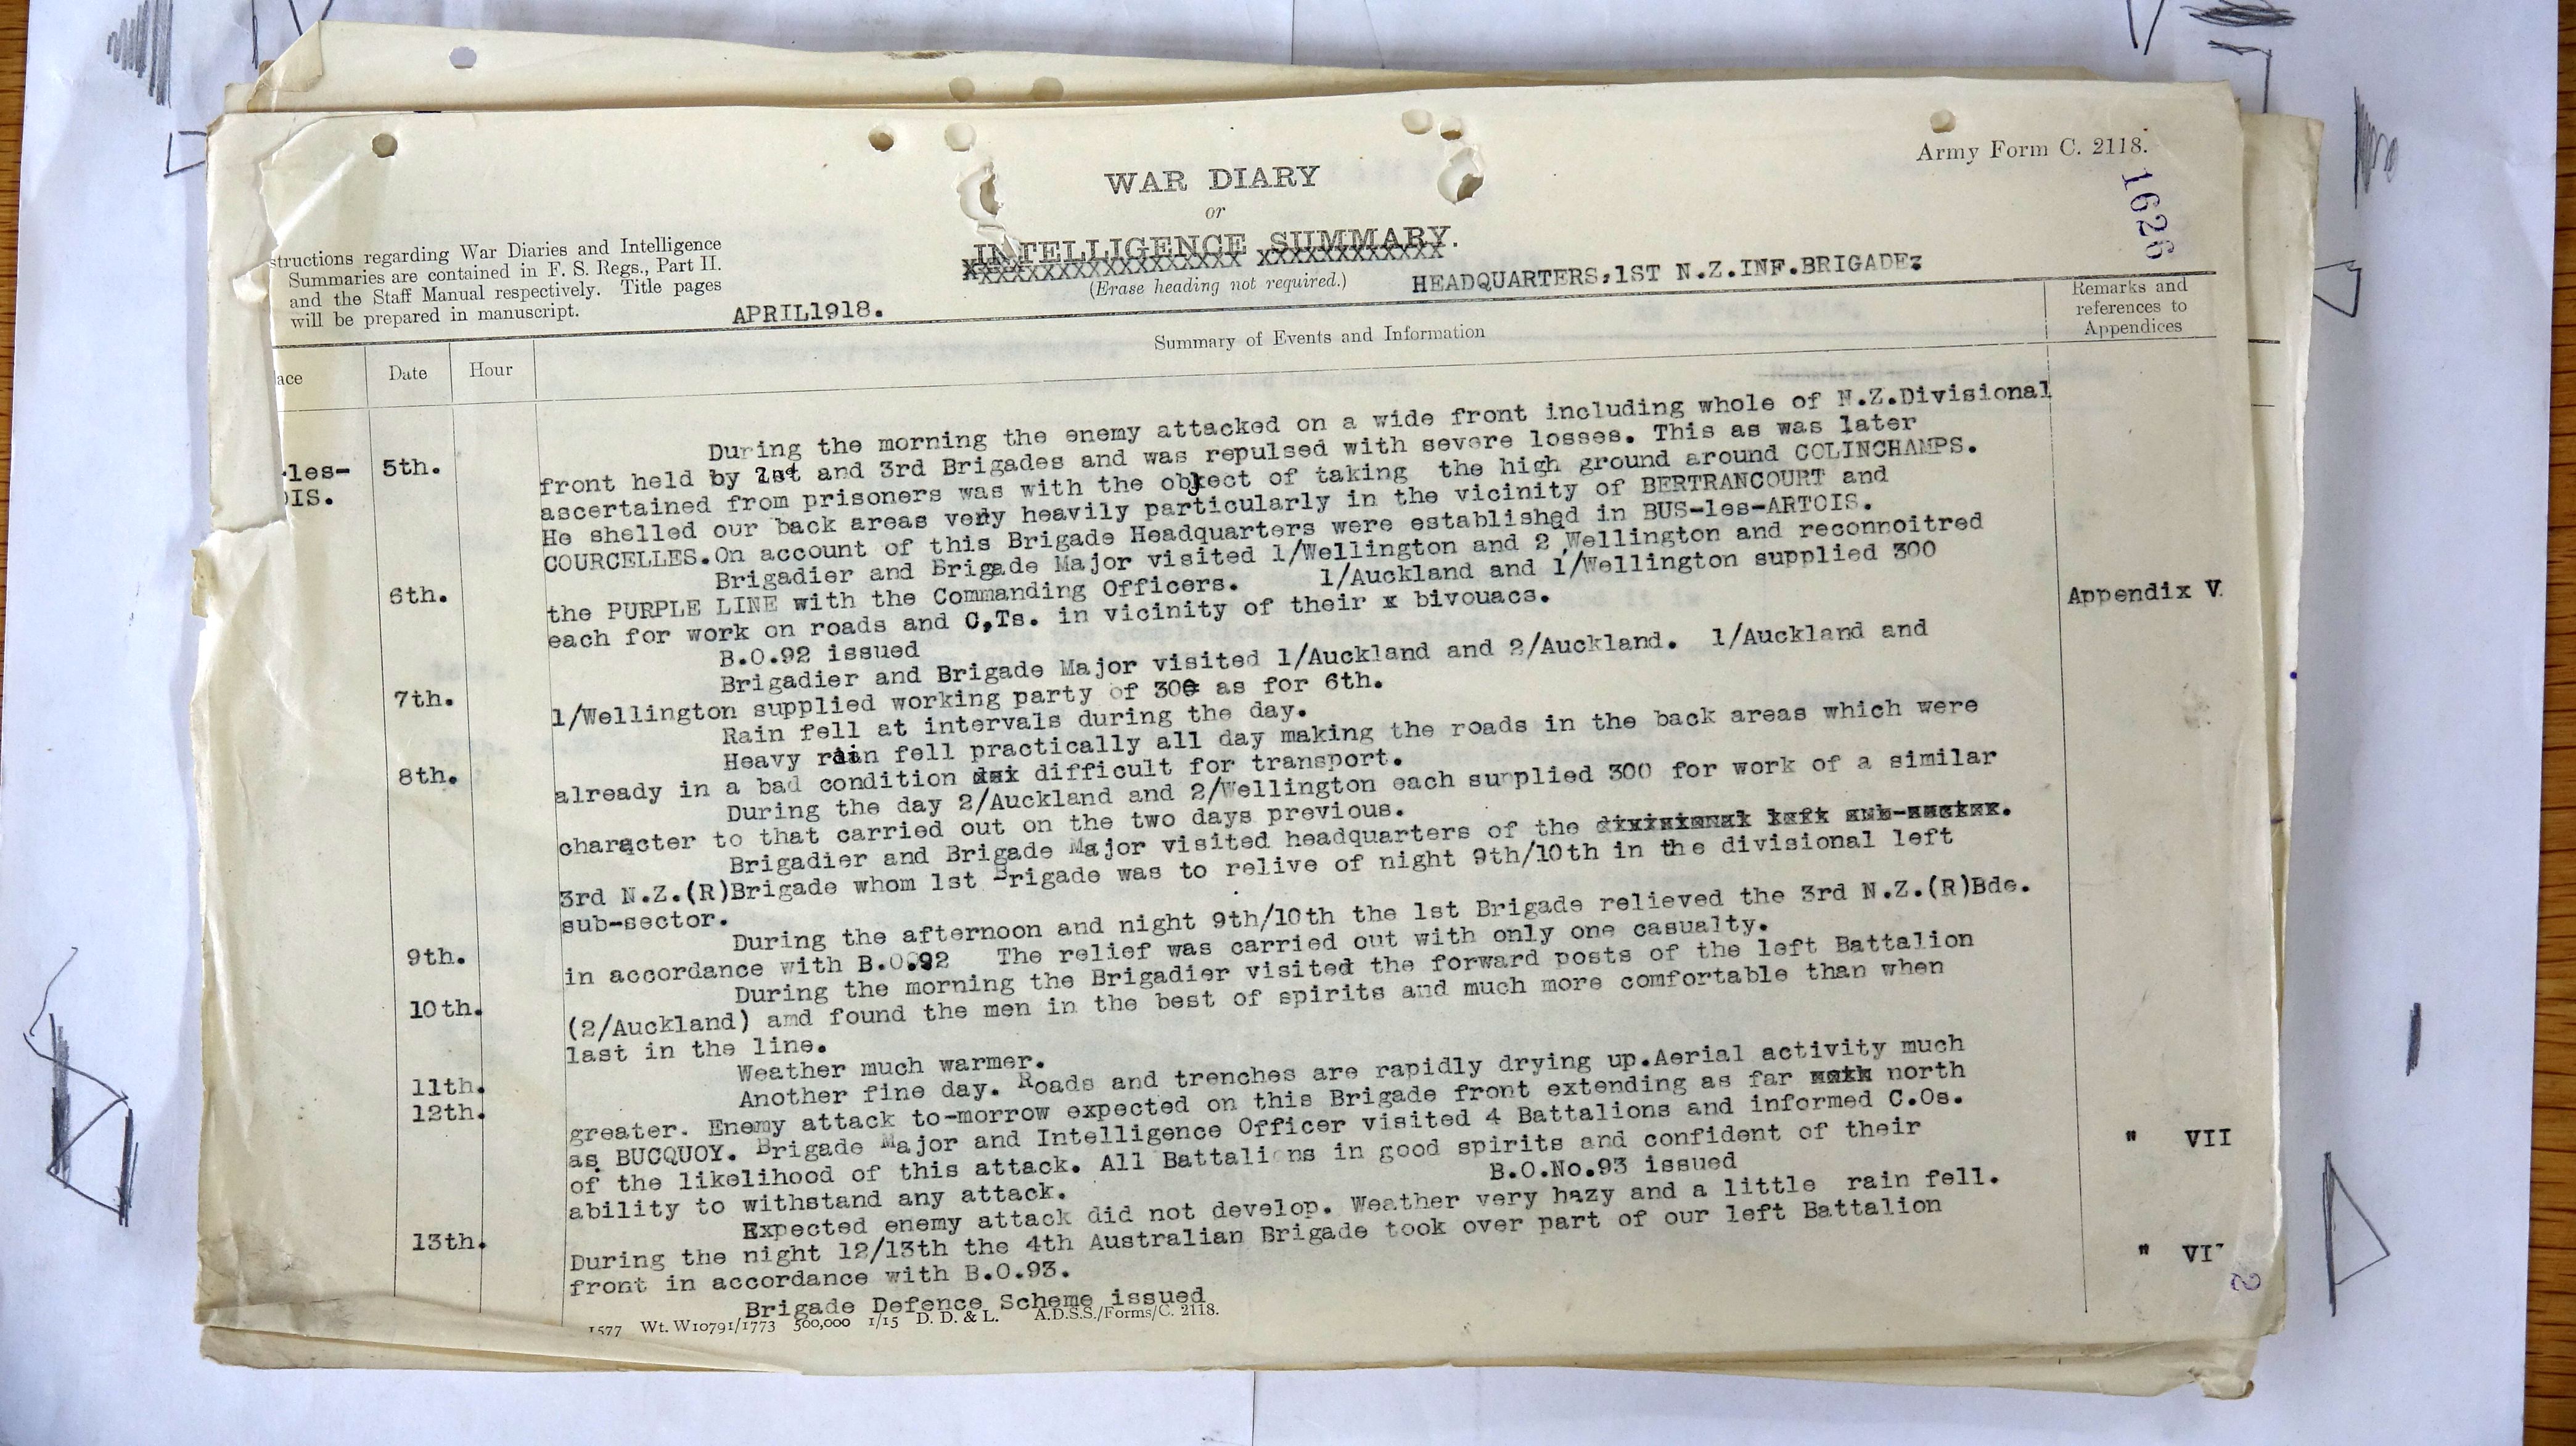 Army Form C. 2118.
1626
WAR DIARY
or
INTELLIGENCE SUMMARY.
(Erase heading not required.)
structions regarding War Diaries and Intelligence
Summaries are contained in F. S. Regs., Part II.
and the Staff Manual respectively. Title pages
will be prepared in manuscript.
APRIL1918.
HEADQUARTERS,1ST N.Z.INF.BRIGADE
ace
Date
Hour
Summary of Events and Information
Remarks and
references to
Appendices
-les-
OIS.
5th.
During the morning the enemy attacked on a wide front including whole of N.Z.Divisional
front held by 1st and 3rd Brigades and was repulsed with severe losses. This as was later
ascertained from prisoners was with the object of taking the high ground around COLINCHAMPS.
He shelled our back areas very heavily particularly in the vicinity of BERTRANCOURT and
COURCELLES.On account of this Brigade Headquarters were established in BUS-les-ARTOIS.
6th.
Brigadier and Brigade Major visited 1/Wellington and 2 Wellington and reconnoitred
the PURPLE LINE with the Commanding Officers. 1/Auckland and 1/Wellington supplied 300
each for work on roads and C,Ts. in vicinity of their x bivouacs.
B.O.92 issued
Appendix V
7th.
Brigadier and Brigade Major visited 1/Auckland and 2/Auckland. 1/Auckland and
1/Wellington supplied working party of 300 as for 6th.
Rain fell at intervals during the day.
8th.
Heavy rain fell practically all day making the roads in the back areas which were
already in a bad condition difficult for transport.
During the day 2/Auckland and 2/Wellington each supplied 300 for work of a similar
character to that carried out on the two days previous.
Brigadier and Brigade Major visited headquarters of the divisional left sub-sector.
3rd N.Z.(R)Brigade whom 1st Brigade was to relive of night 9th/10th in the divisional left
sub-sector.
9th.
During the afternoon and night 9th/10th the 1st Brigade relieved the 3rd N.Z.(R)Bde.
in accordance with B.O.92 The relief was carried out with only one casualty.
10th.
During the morning the Brigadier visited the forward posts of the left Battalion
(2/Auckland) amd found the men in the best of spirits and much more comfortable than when
last in the line.
11th.
Weather much warmer.
12th.
Another fine day. Roads and trenches are rapidly drying up.Aerial activity much
greater. Enemy attack to-morrow expected on this Brigade front extending as far north
as BUCQUOY. Brigade Major and Intelligence Officer visited 4 Battalions and informed C.Os.
of the likelihood of this attack. All Battalions in good spirits and confident of their
ability to withstand any attack. B.O.No.93 issued
" VII
13th.
Expected enemy attack did not develop. Weather very hazy and a little rain fell.
During the night 12/13th the 4th Australian Brigade took over part of our left Battalion
front in accordance with B.O.93.
Brigade Defence Scheme issued
" VI
2
1577 Wt. W10791/1773 500,000 1/15 D. D. & L. A.D.S.S./Forms/C. 2118.